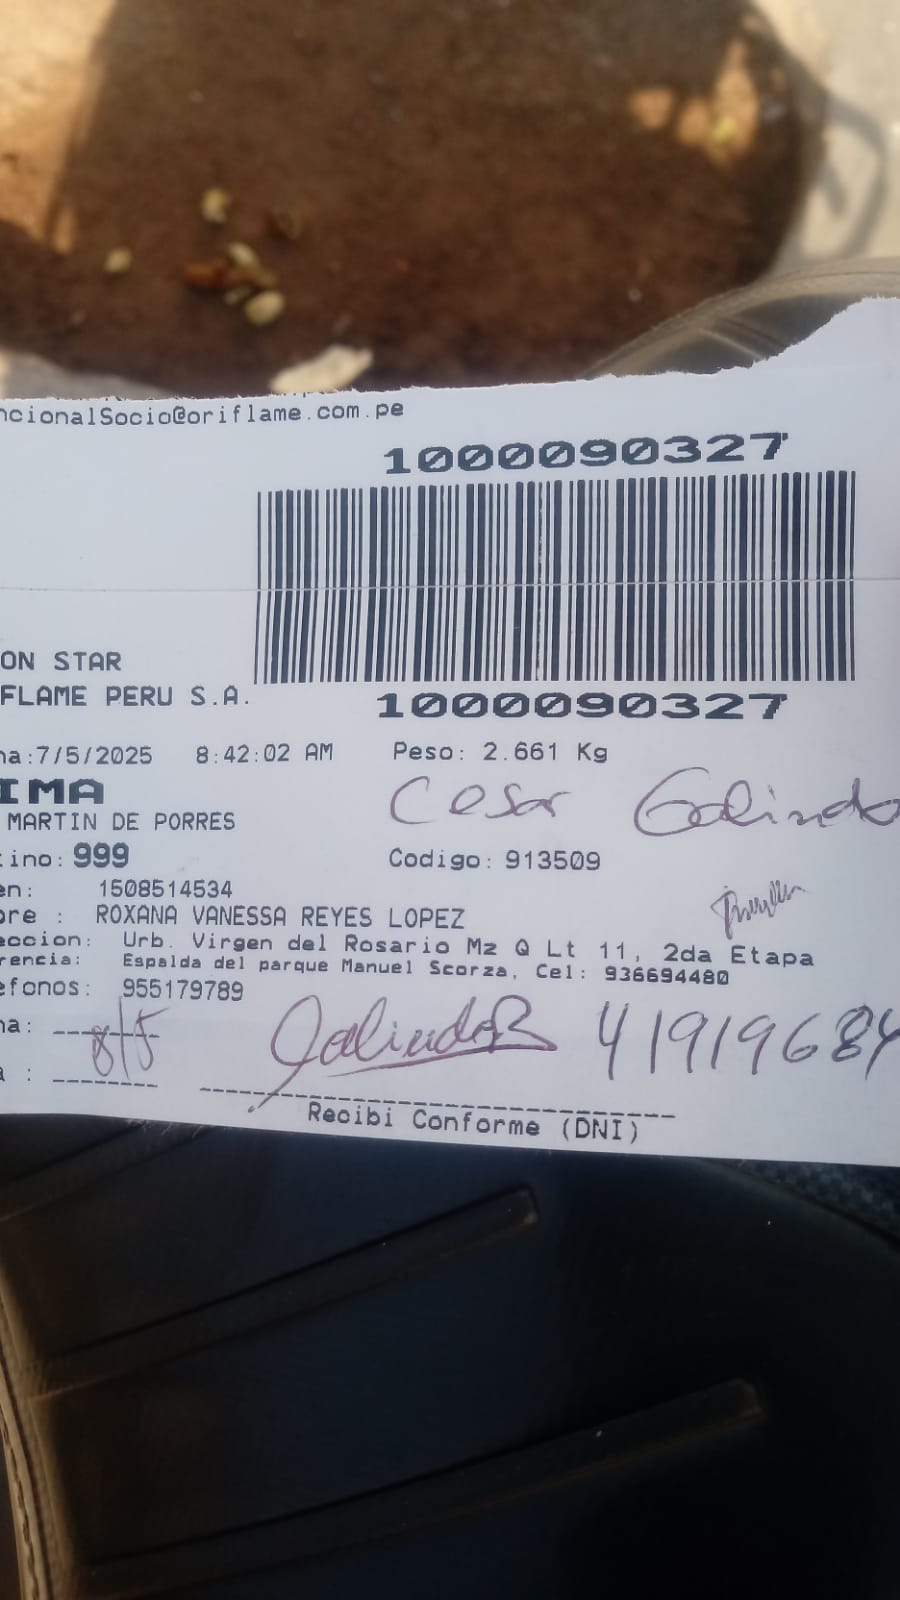 ncionalSocio@oriflame.com.pe
1000090327
ON STAR
FLAME PERU S.A.
1000090327
na:7/5/2025 8:42:02 AM Peso: 2.661 Kg
IMA
Cesar Galindo
MARTIN DE PORRES
tino: 999 Codigo: 913509
en: 1508514534
bre : ROXANA VANESSA REYES LOPEZ
eccion: Urb. Virgen del Rosario Mz Q Lt 11, 2da Etapa
rencia: Espalda del parque Manuel Scorza, Cel: 936694480
efonos: 955179789
na: 8/5 GalindoB 41919684
a :
Recibi Conforme (DNI)